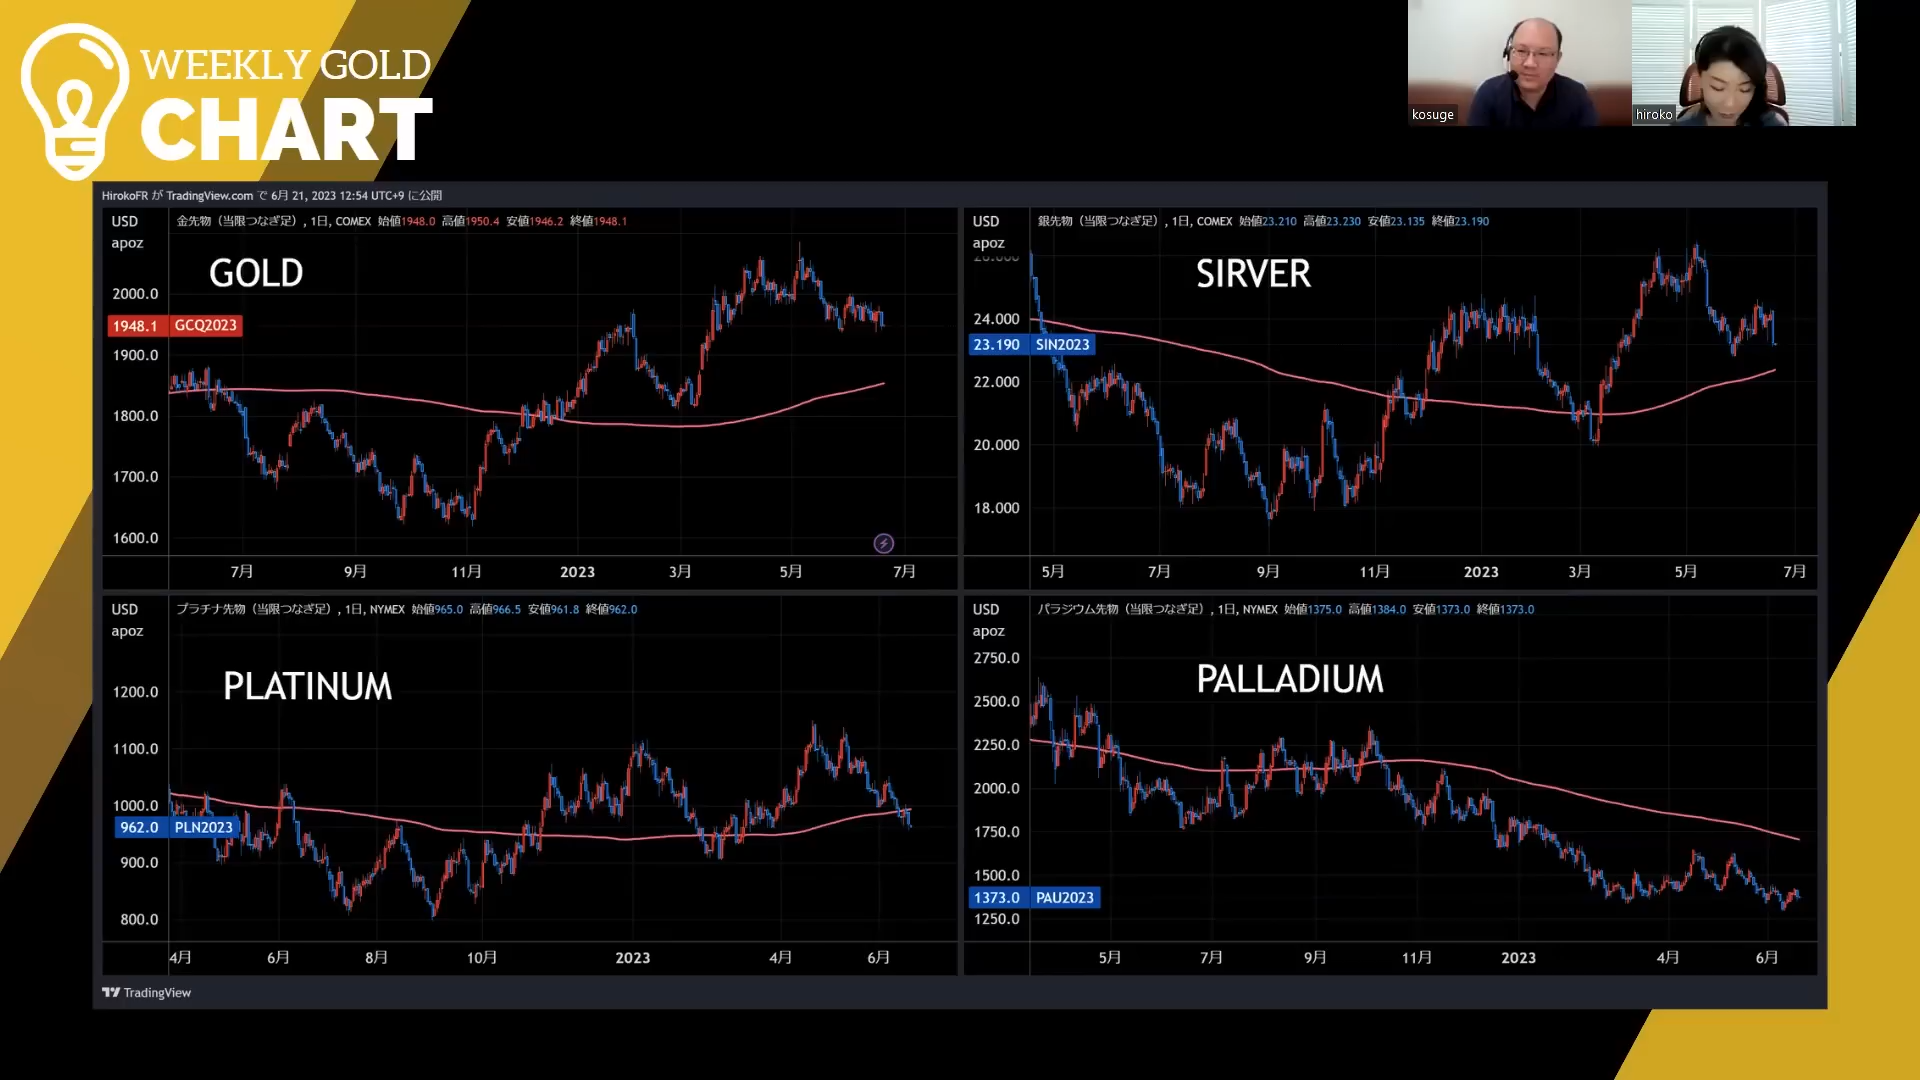 WEEKLY GOLD
CHART
kosuge
hiroko
HirokoFR が TradingView.com で 6月 21, 2023 12:54 UTC+9 に公開
USD
apoz
金先物（当限つなぎ足）, 1日, COMEX 始値1948.0 高値1950.4 安値1946.2 終値1948.1
GOLD
2000.0
1948.1 GCQ2023
1900.0
1800.0
1700.0
1600.0
7月 9月 11月 2023 3月 5月 7月
USD
apoz
銀先物（当限つなぎ足）, 1日, COMEX 始値23.210 高値23.230 安値23.135 終値23.190
SIRVER
26.000
24.000
23.190 SIN2023
22.000
20.000
18.000
5月 7月 9月 11月 2023 3月 5月 7月
USD
apoz
プラチナ先物（当限つなぎ足）, 1日, NYMEX 始値965.0 高値966.5 安値961.8 終値962.0
PLATINUM
1200.0
1100.0
1000.0
962.0 PLN2023
900.0
800.0
4月 6月 8月 10月 2023 4月 6月
USD
apoz
パラジウム先物（当限つなぎ足）, 1日, NYMEX 始値1375.0 高値1384.0 安値1373.0 終値1373.0
PALLADIUM
2750.0
2500.0
2250.0
2000.0
1750.0
1500.0
1373.0 PAU2023
1250.0
5月 7月 9月 11月 2023 4月 6月
TradingView